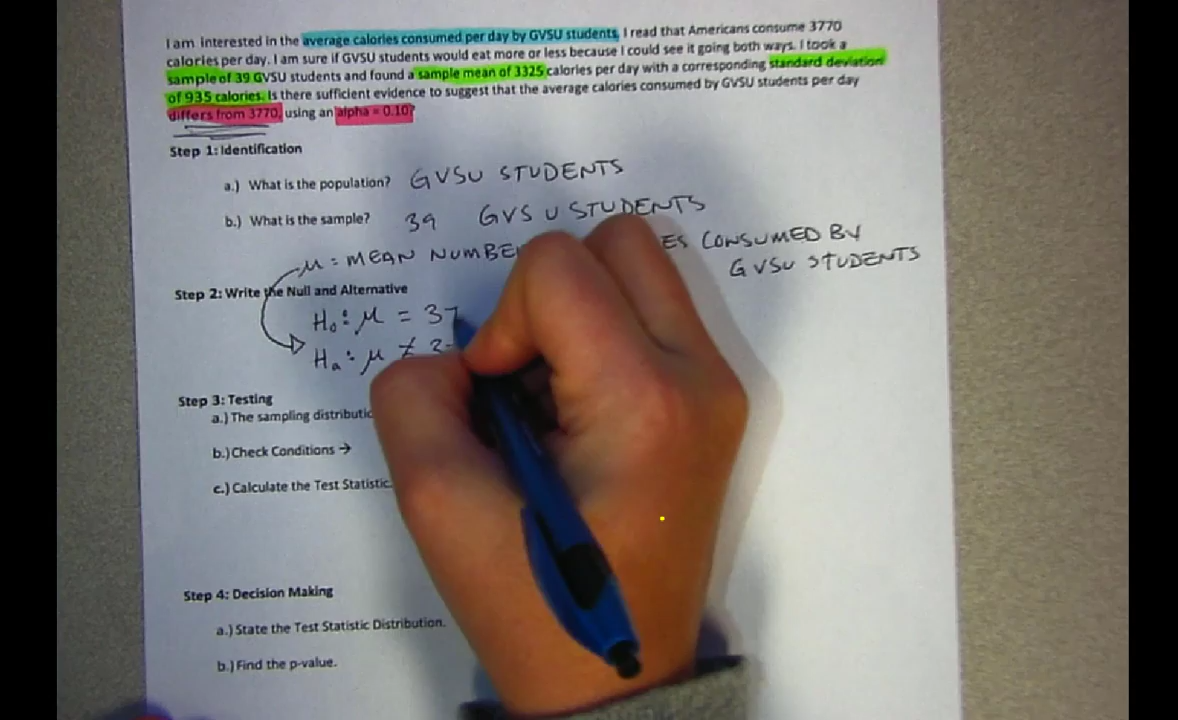 I am interested in the average calories consumed per day by GVSU students. I read that Americans consume 3770
calories per day. I am sure if GVSU students would eat more or less because I could see it going both ways. I took a
sample of 39 GVSU students and found a sample mean of 3325 calories per day with a corresponding standard deviation
of 935 calories. Is there sufficient evidence to suggest that the average calories consumed by GVSU students per day
differs from 3770, using an alpha = 0.10?
Step 1: Identification
a.) What is the population? GVSU STUDENTS
b.) What is the sample? 39 GVSU STUDENTS
μ = MEAN CONSUMED BY
GVSU STUDENTS
Step 2: Write the Null and Alternative
H₀: μ = 37
Hₐ: μ ≠ 3
Step 3: Testing
a.) The sampling
b.) Check Conditions →
c.) Calculate the Test Statistic.
Step 4: Decision Making
a.) State the Test Statistic Distribution.
b.) Find the p-value.